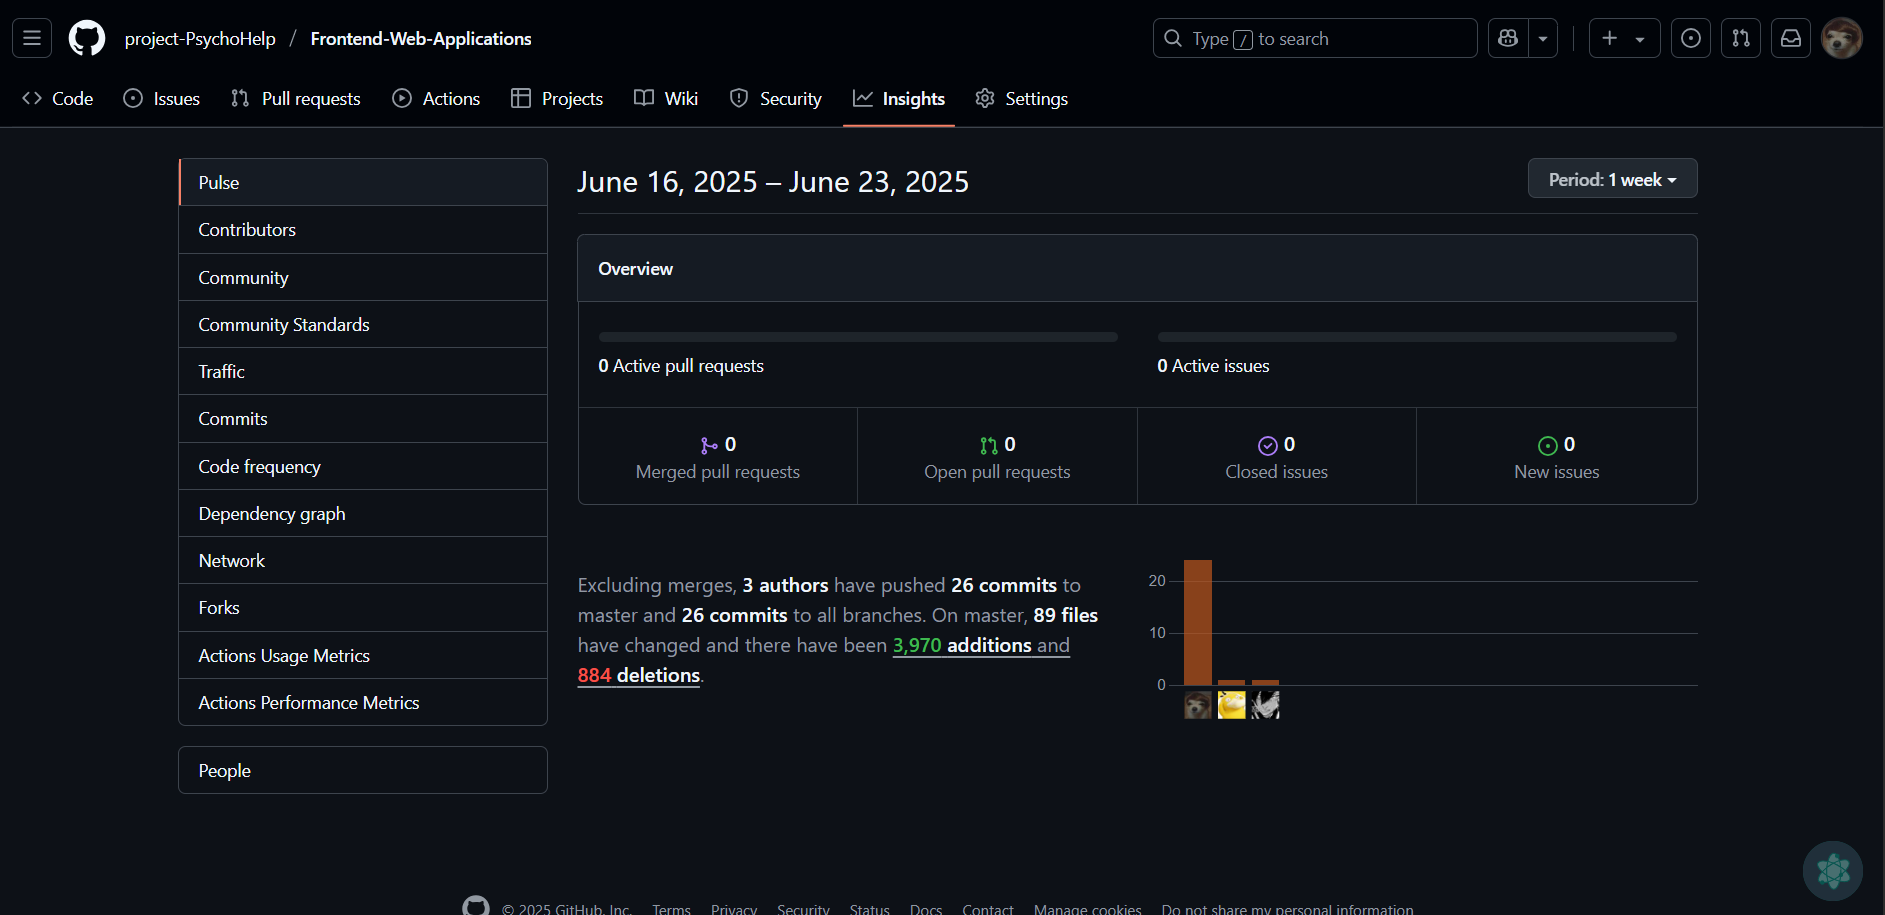 project-PsychoHelp / Frontend-Web-Applications
Type / to search
Code
Issues
Pull requests
Actions
Projects
Wiki
Security
Insights
Settings
Pulse
Contributors
Community
Community Standards
Traffic
Commits
Code frequency
Dependency graph
Network
Forks
Actions Usage Metrics
Actions Performance Metrics
People
June 16, 2025 – June 23, 2025
Period: 1 week
Overview
0 Active pull requests
0 Active issues
0
Merged pull requests
0
Open pull requests
0
Closed issues
0
New issues
Excluding merges, 3 authors have pushed 26 commits to
master and 26 commits to all branches. On master, 89 files
have changed and there have been 3,970 additions and
884 deletions.
20
10
0
© 2025 GitHub, Inc.
Terms
Privacy
Security
Status
Docs
Contact
Manage cookies
Do not share my personal information